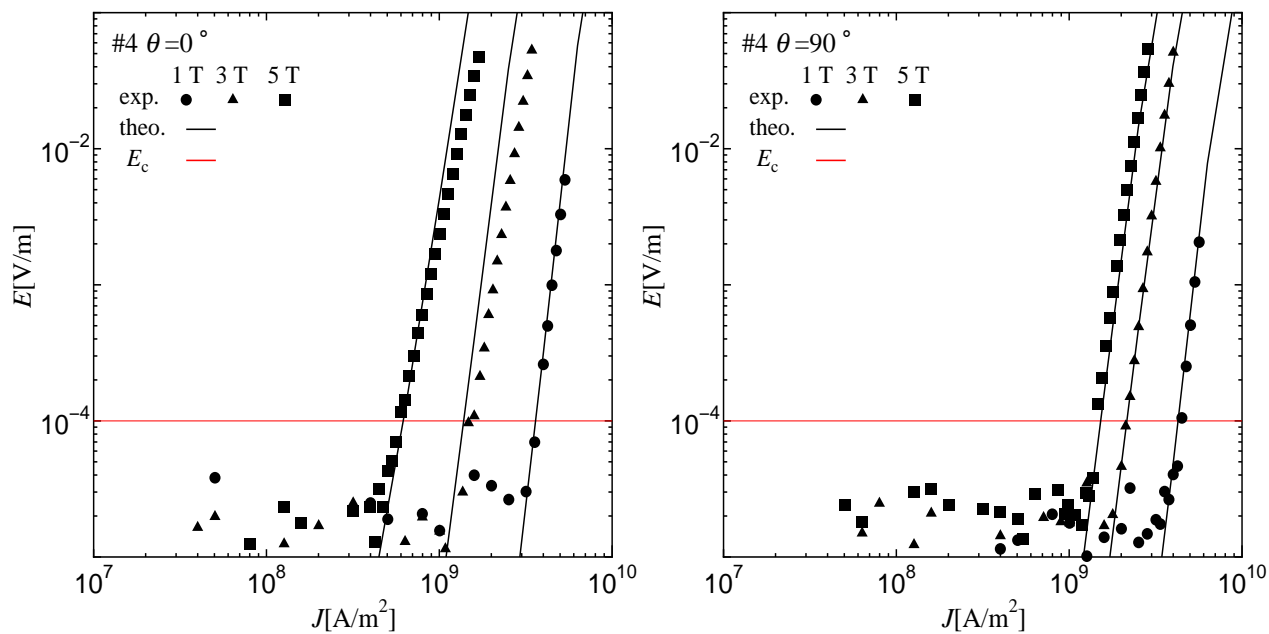 #4 θ=0°
1 T 3 T 5 T
exp.
theo.
E_c
10^−2
10^−4
E[V/m]
10^7 10^8 10^9 10^10
J[A/m^2]
#4 θ=90°
1 T 3 T 5 T
exp.
theo.
E_c
10^−2
10^−4
E[V/m]
10^7 10^8 10^9 10^10
J[A/m^2]